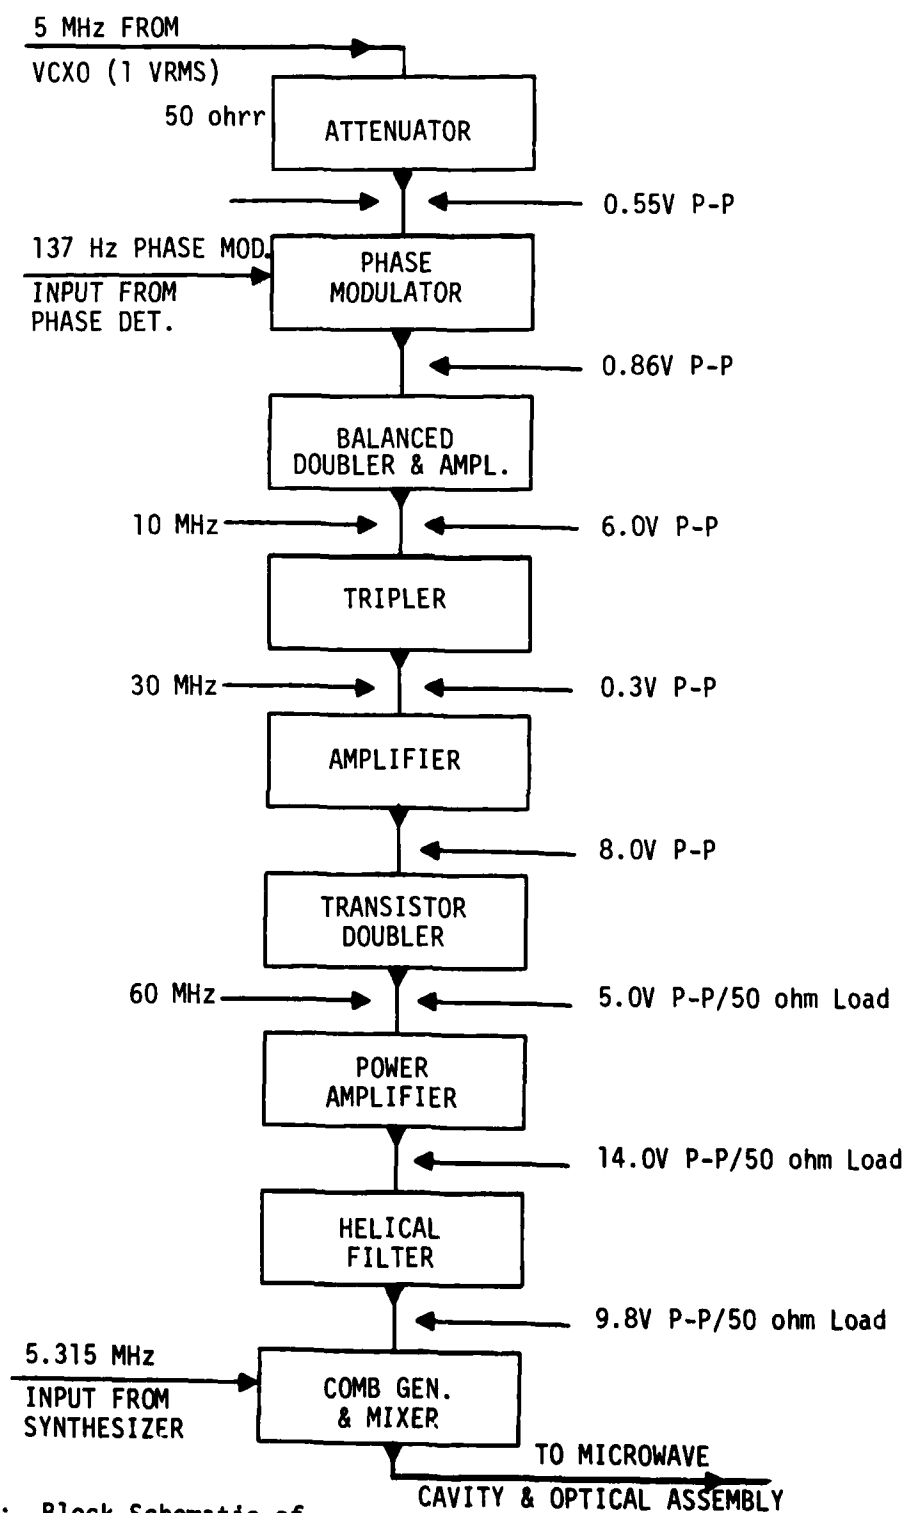 5 MHz FROM
VCXO (1 VRMS)
50 ohrr
ATTENUATOR
0.55V P-P
137 Hz PHASE MOD.
INPUT FROM
PHASE DET.
PHASE
MODULATOR
0.86V P-P
BALANCED
DOUBLER & AMPL.
10 MHz
6.0V P-P
TRIPLER
30 MHz
0.3V P-P
AMPLIFIER
8.0V P-P
TRANSISTOR
DOUBLER
60 MHz
5.0V P-P/50 ohm Load
POWER
AMPLIFIER
14.0V P-P/50 ohm Load
HELICAL
FILTER
9.8V P-P/50 ohm Load
5.315 MHz
INPUT FROM
SYNTHESIZER
COMB GEN.
& MIXER
TO MICROWAVE
CAVITY & OPTICAL ASSEMBLY
: Block Schematic of